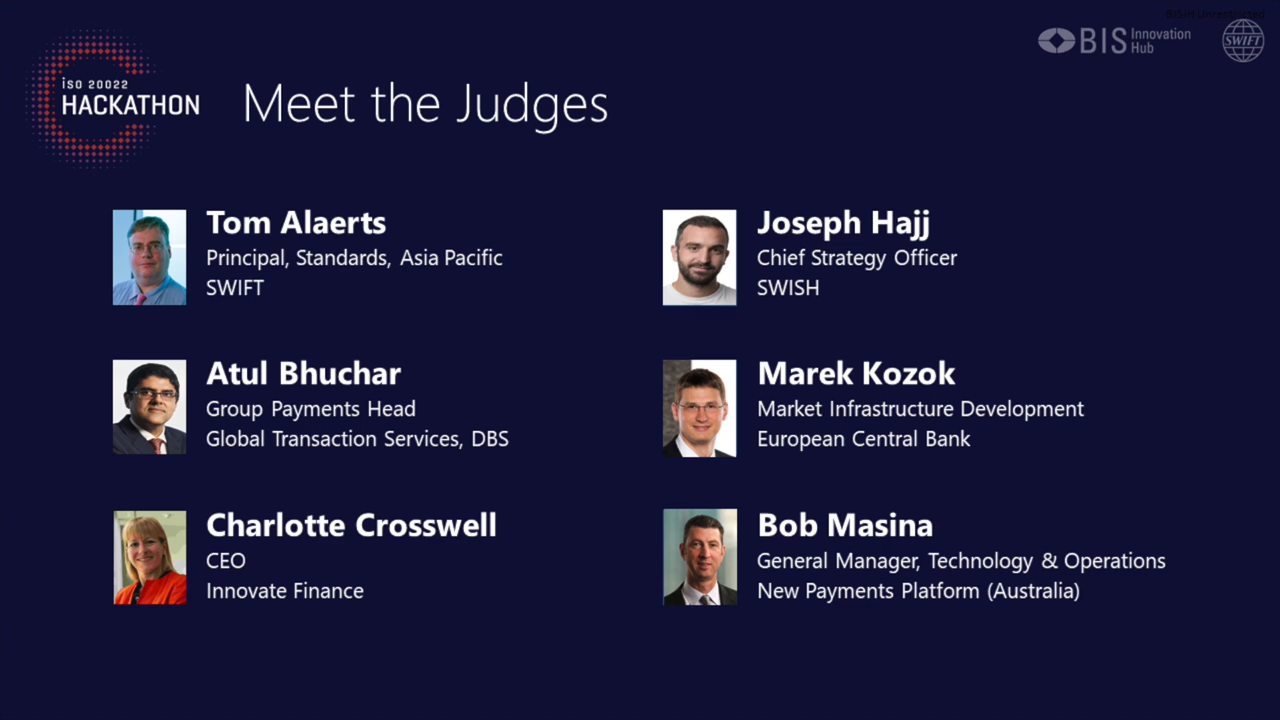 iSO 20022
HACKATHON
Meet the Judges
BIS Innovation
Hub
SWIFT
Tom Alaerts
Principal, Standards, Asia Pacific
SWIFT
Joseph Hajj
Chief Strategy Officer
SWISH
Atul Bhuchar
Group Payments Head
Global Transaction Services, DBS
Marek Kozok
Market Infrastructure Development
European Central Bank
Charlotte Crosswell
CEO
Innovate Finance
Bob Masina
General Manager, Technology & Operations
New Payments Platform (Australia)